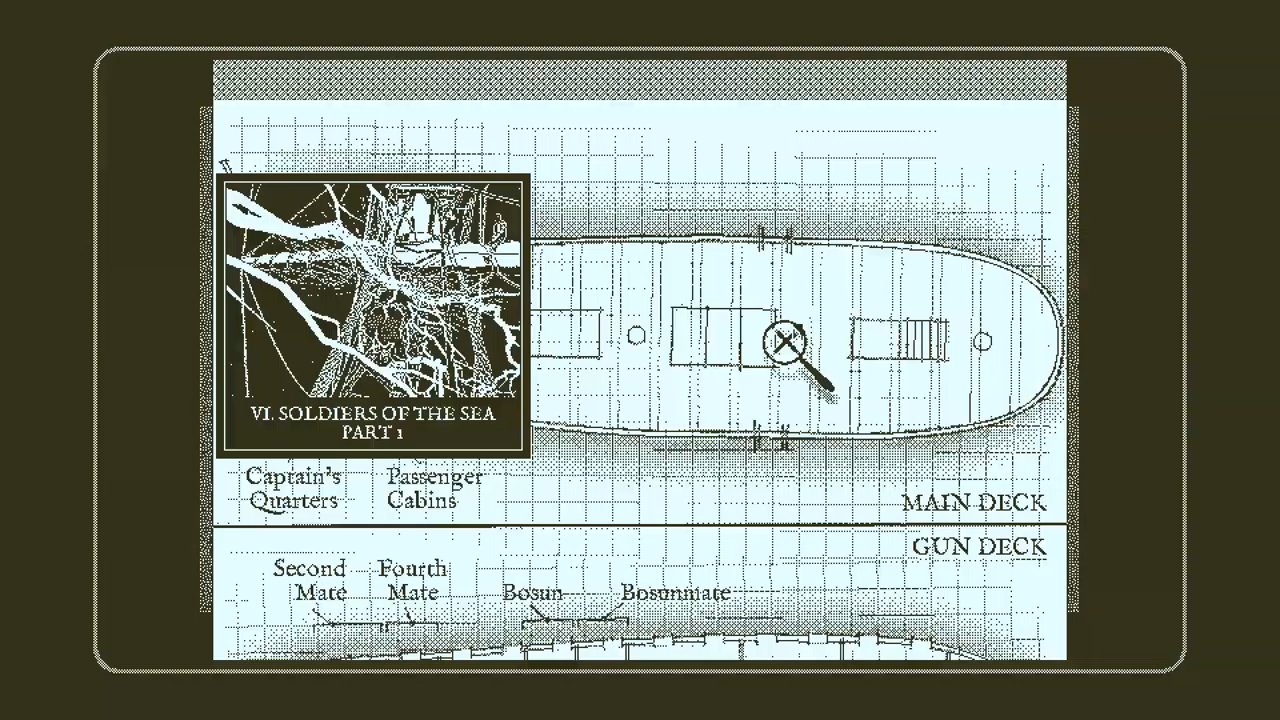 VI. SOLDIERS OF THE SEA
PART 1
Captain's
Quarters
Passenger
Cabins
MAIN DECK
GUN DECK
Second
Mate
Fourth
Mate
Bosun
Bosunmate